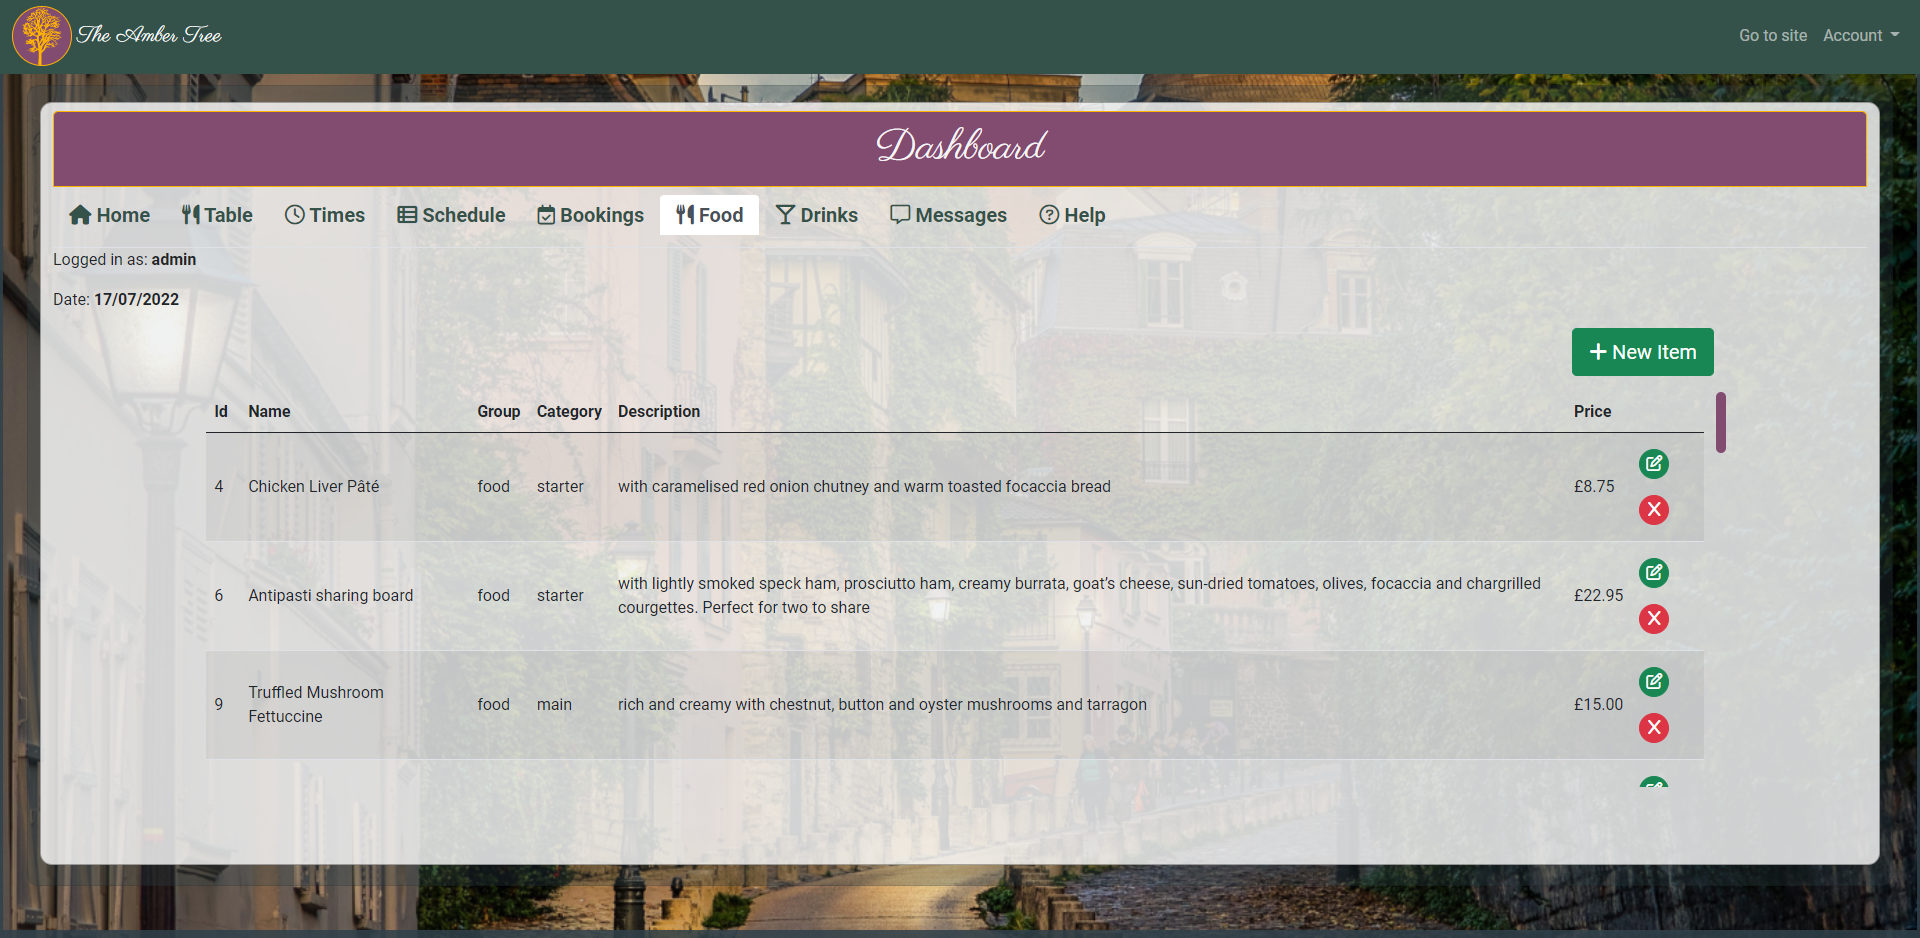 The Amber Tree
Go to site Account
Dashboard
Home Table Times Schedule Bookings Food Drinks Messages Help
Logged in as: admin
Date: 17/07/2022
New Item
Id Name Group Category Description Price
4 Chicken Liver Pâté food starter with caramelised red onion chutney and warm toasted focaccia bread £8.75
X
6 Antipasti sharing board food starter with lightly smoked speck ham, prosciutto ham, creamy burrata, goat's cheese, sun-dried tomatoes, olives, focaccia and chargrilled £22.95
courgettes. Perfect for two to share
X
9 Truffled Mushroom food main rich and creamy with chestnut, button and oyster mushrooms and tarragon £15.00
Fettuccine
X